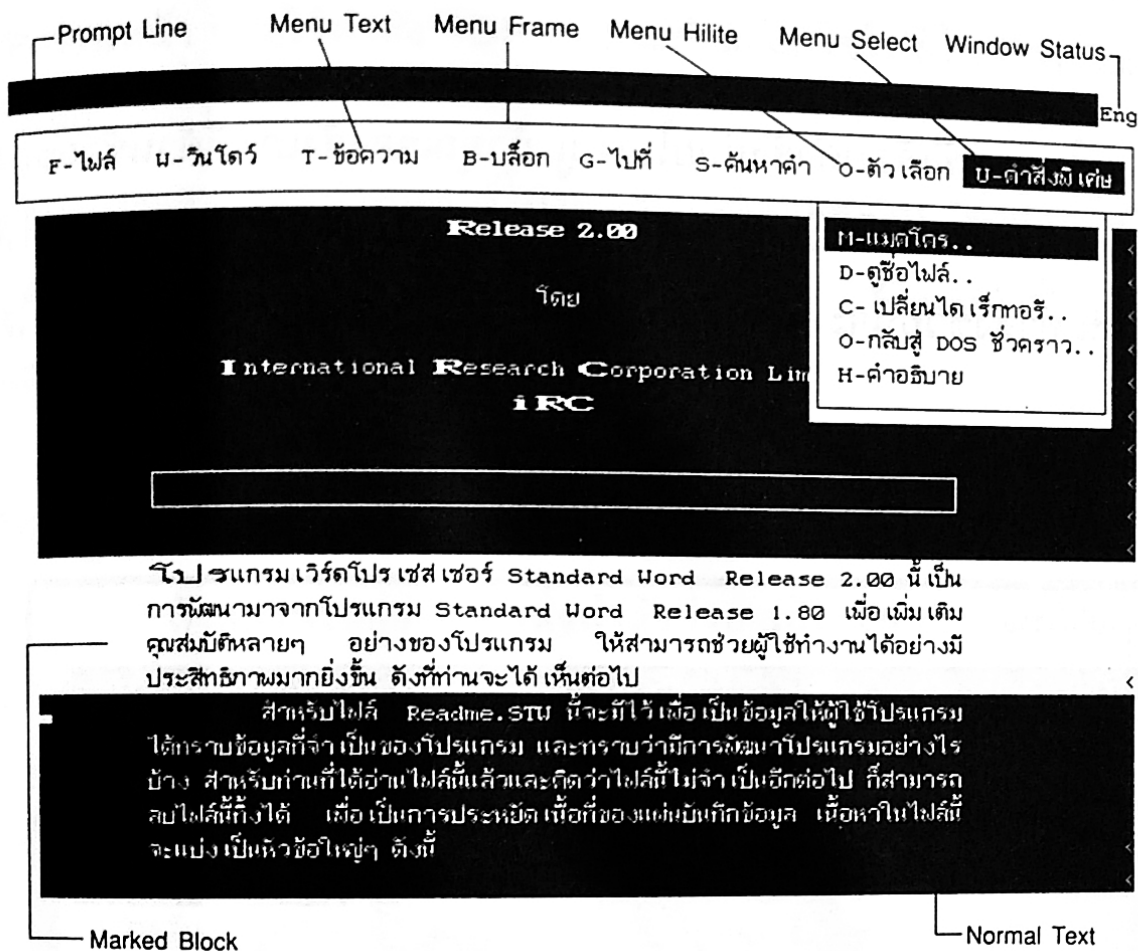 Prompt Line Menu Text Menu Frame Menu Hilite Menu Select Window Status
Eng
F-ไฟล์ W-วินโดว์ T-ข้อความ B-บล็อก G-ไปที่ S-ค้นหาคำ O-ตัวเลือก U-คำสั่งพิเศษ
Release 2.00
M-แมคโคร..
D-ดูชื่อไฟล์..
โดย
C-เปลี่ยนไดเร็กทอรี..
O-กลับสู่ DOS ชั่วคราว..
International Research Corporation Lim
H-คำอธิบาย
iRC
โปรแกรมเวิร์ดโปรเซสเซอร์ Standard Word Release 2.00 นี้เป็น
การพัฒนามาจากโปรแกรม Standard Word Release 1.80 เพื่อเพิ่มเติม
คุณสมบัติหลายๆ อย่างของโปรแกรม ให้สามารถช่วยผู้ใช้ทำงานได้อย่างมี
ประสิทธิภาพมากยิ่งขึ้น ดังที่ท่านจะได้เห็นต่อไป
สำหรับไฟล์ Readme.STW นี้จะมีไว้เพื่อเป็นข้อมูลให้ผู้ใช้โปรแกรม
ได้ทราบข้อมูลที่จำเป็นของโปรแกรม และทราบว่ามีการพัฒนาโปรแกรมอย่างไร
บ้าง สำหรับท่านที่ได้อ่านไฟล์นี้แล้วและคิดว่าไฟล์นี้ไม่จำเป็นอีกต่อไป ก็สามารถ
ลบไฟล์นี้ทิ้งได้ เพื่อเป็นการประหยัดเนื้อที่ของแผ่นบันทึกข้อมูล เนื้อหาในไฟล์นี้
จะแบ่งเป็นหัวข้อใหญ่ๆ ดังนี้
Marked Block Normal Text